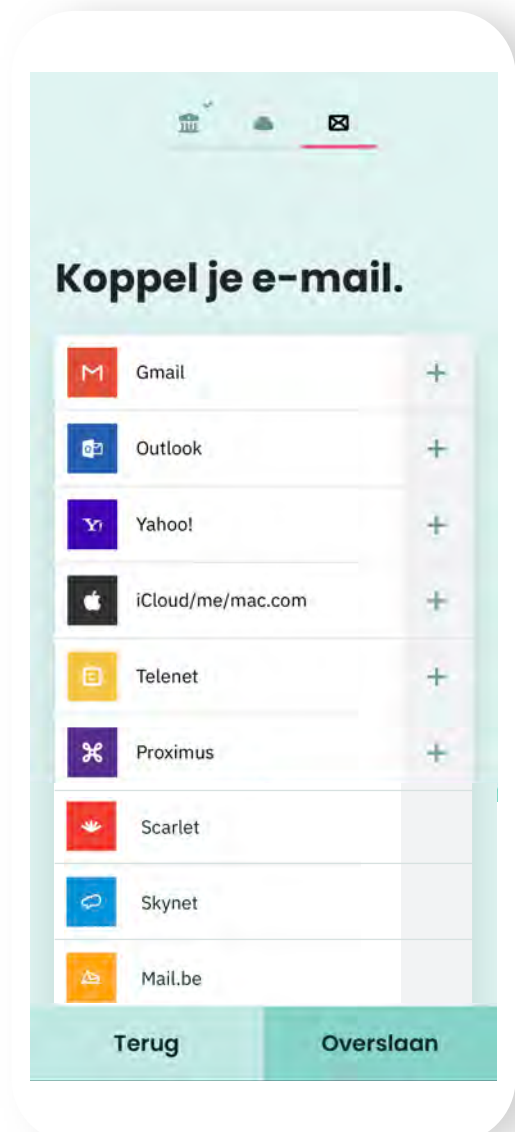 Koppel je e-mail.
Gmail
Outlook
Yahoo!
iCloud/me/mac.com
Telenet
Proximus
Scarlet
Skynet
Mail.be
Terug
Overslaan